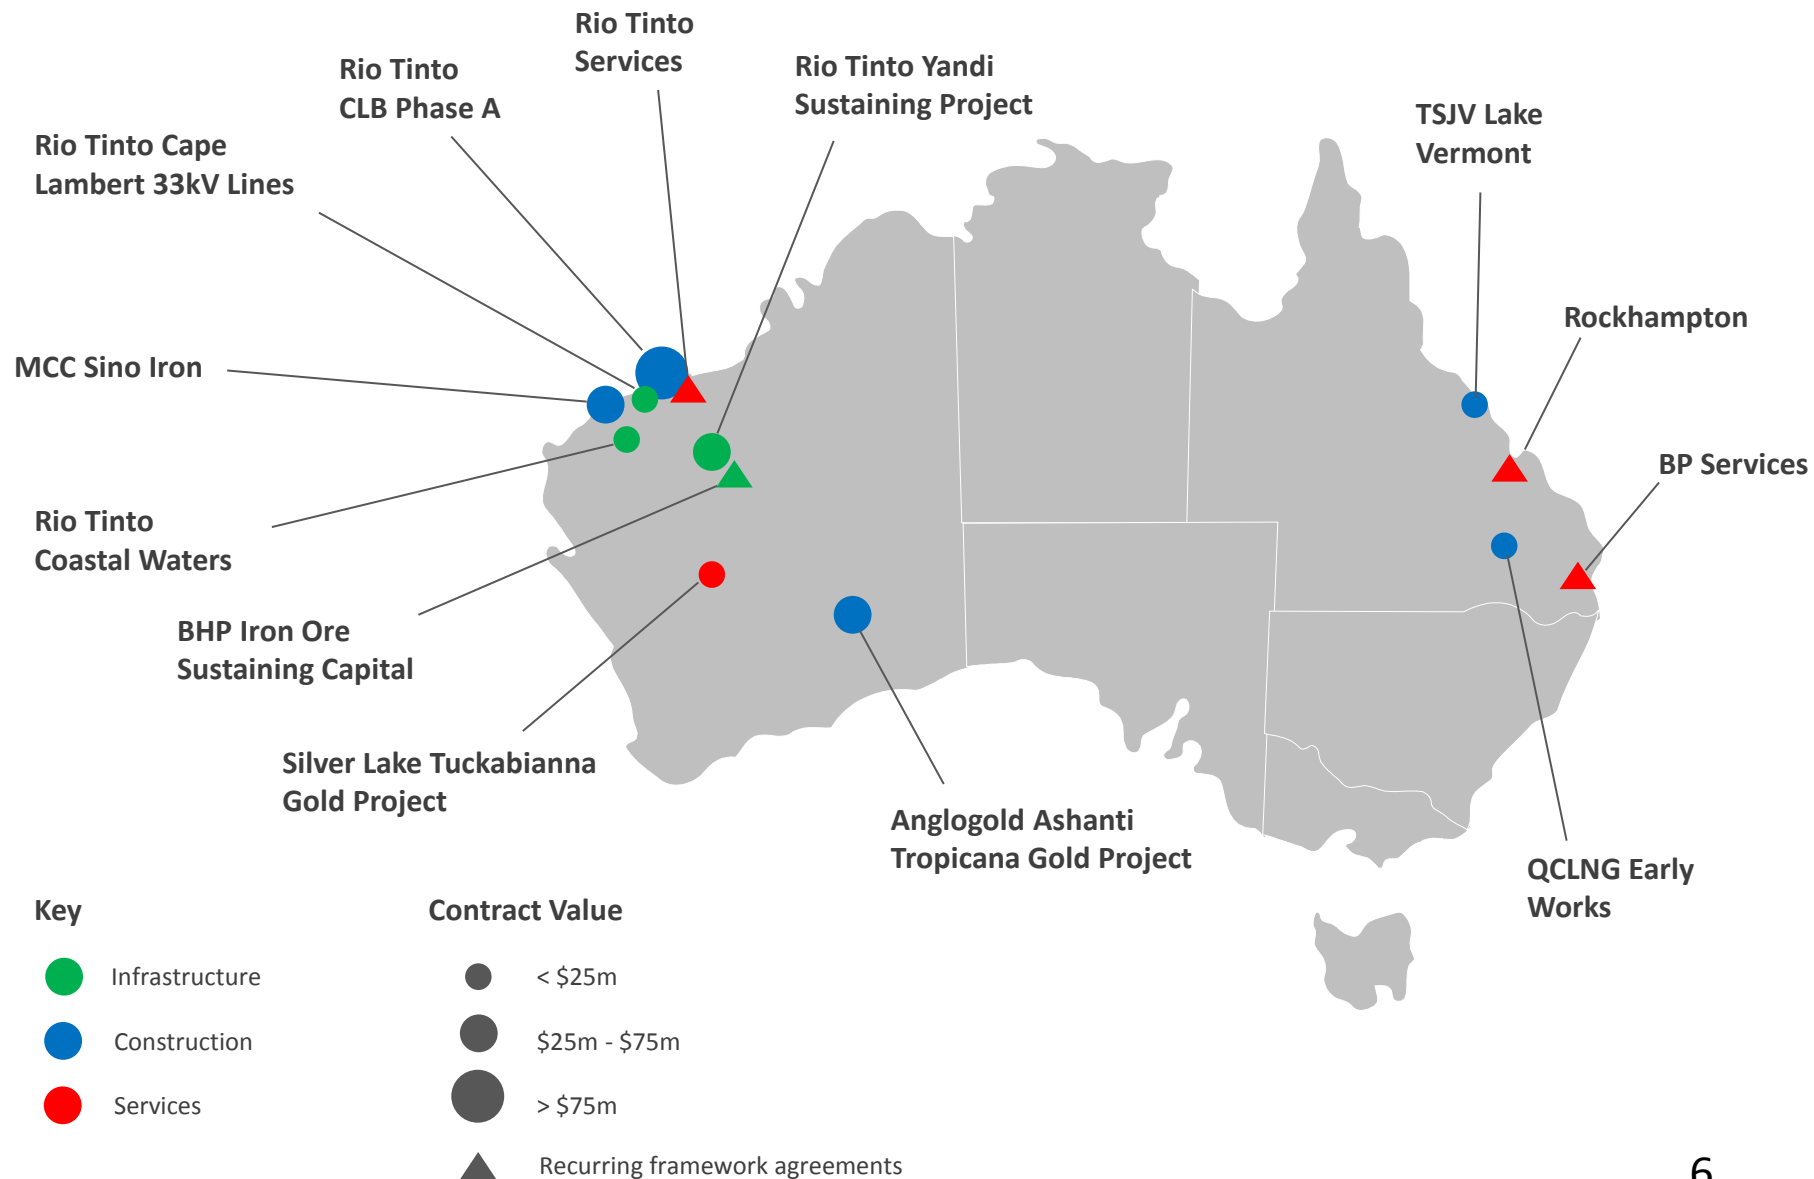 Rio Tinto
Services
Rio Tinto
CLB Phase A
Rio Tinto Yandi
Sustaining Project
TSJV Lake
Vermont
Rio Tinto Cape
Lambert 33kV Lines
Rockhampton
MCC Sino Iron
BP Services
Rio Tinto
Coastal Waters
BHP Iron Ore
Sustaining Capital
Silver Lake Tuckabianna
Gold Project
Anglogold Ashanti
Tropicana Gold Project
QCLNG Early
Works
Key
Infrastructure
Construction
Services
Contract Value
< $25m
$25m - $75m
> $75m
Recurring framework agreements
6